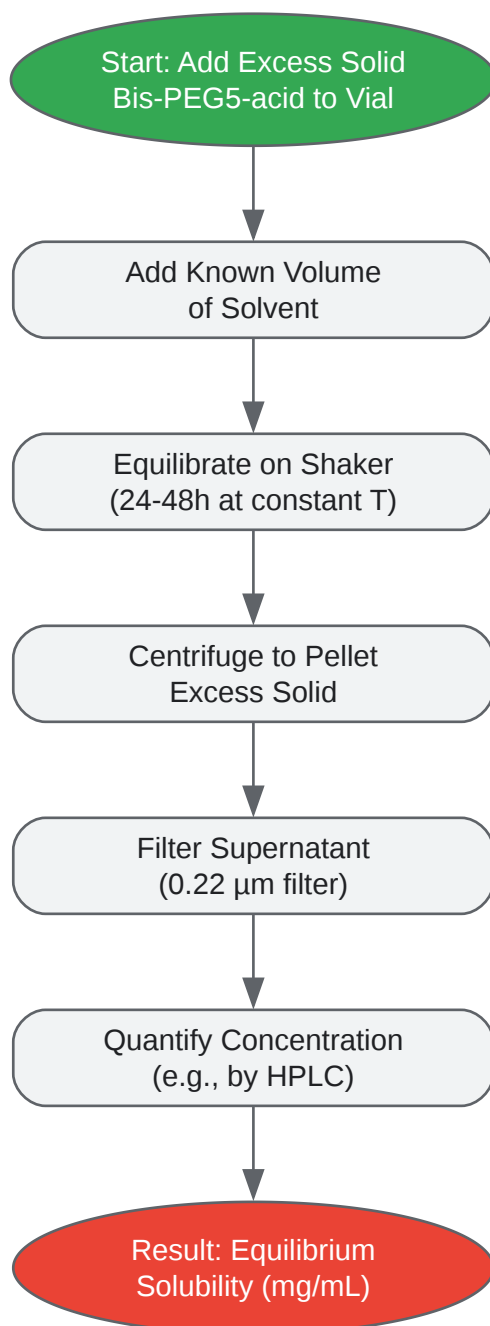 Start: Add Excess Solid
Bis-PEG5-acid to Vial
Add Known Volume
of Solvent
Equilibrate on Shaker
(24-48h at constant T)
Centrifuge to Pellet
Excess Solid
Filter Supernatant
(0.22 µm filter)
Quantify Concentration
(e.g., by HPLC)
Result: Equilibrium
Solubility (mg/mL)